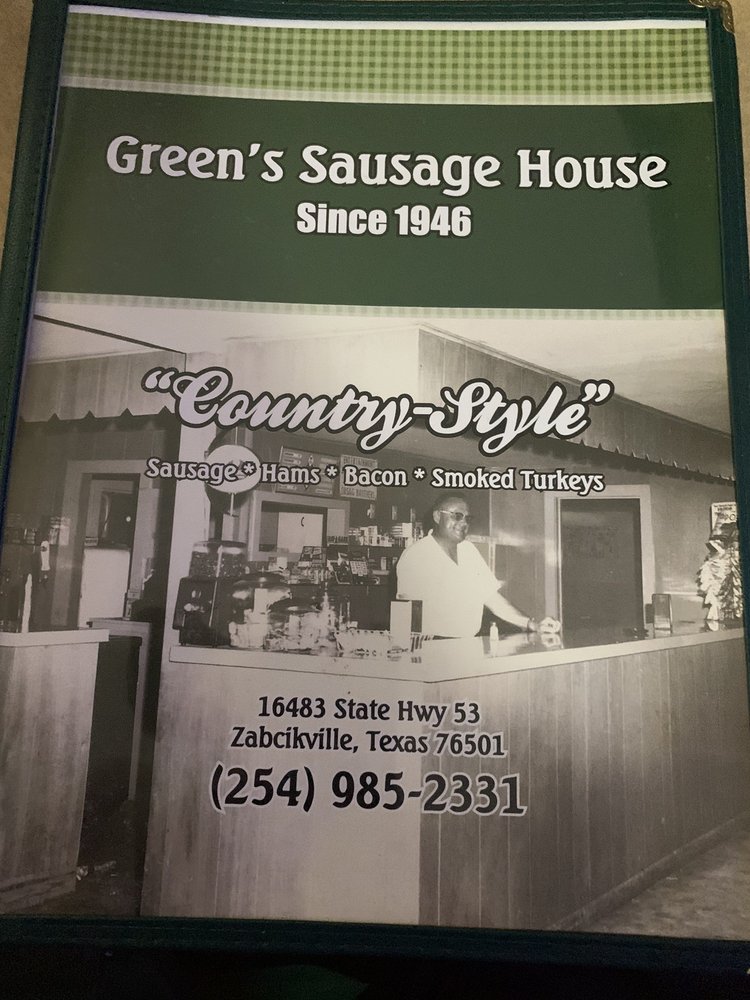 Green's Sausage House
Since 1946
"Country-Style"
Sausage * Hams * Bacon * Smoked Turkeys
16483 State Hwy 53
Zabcikville, Texas 76501
(254) 985-2331